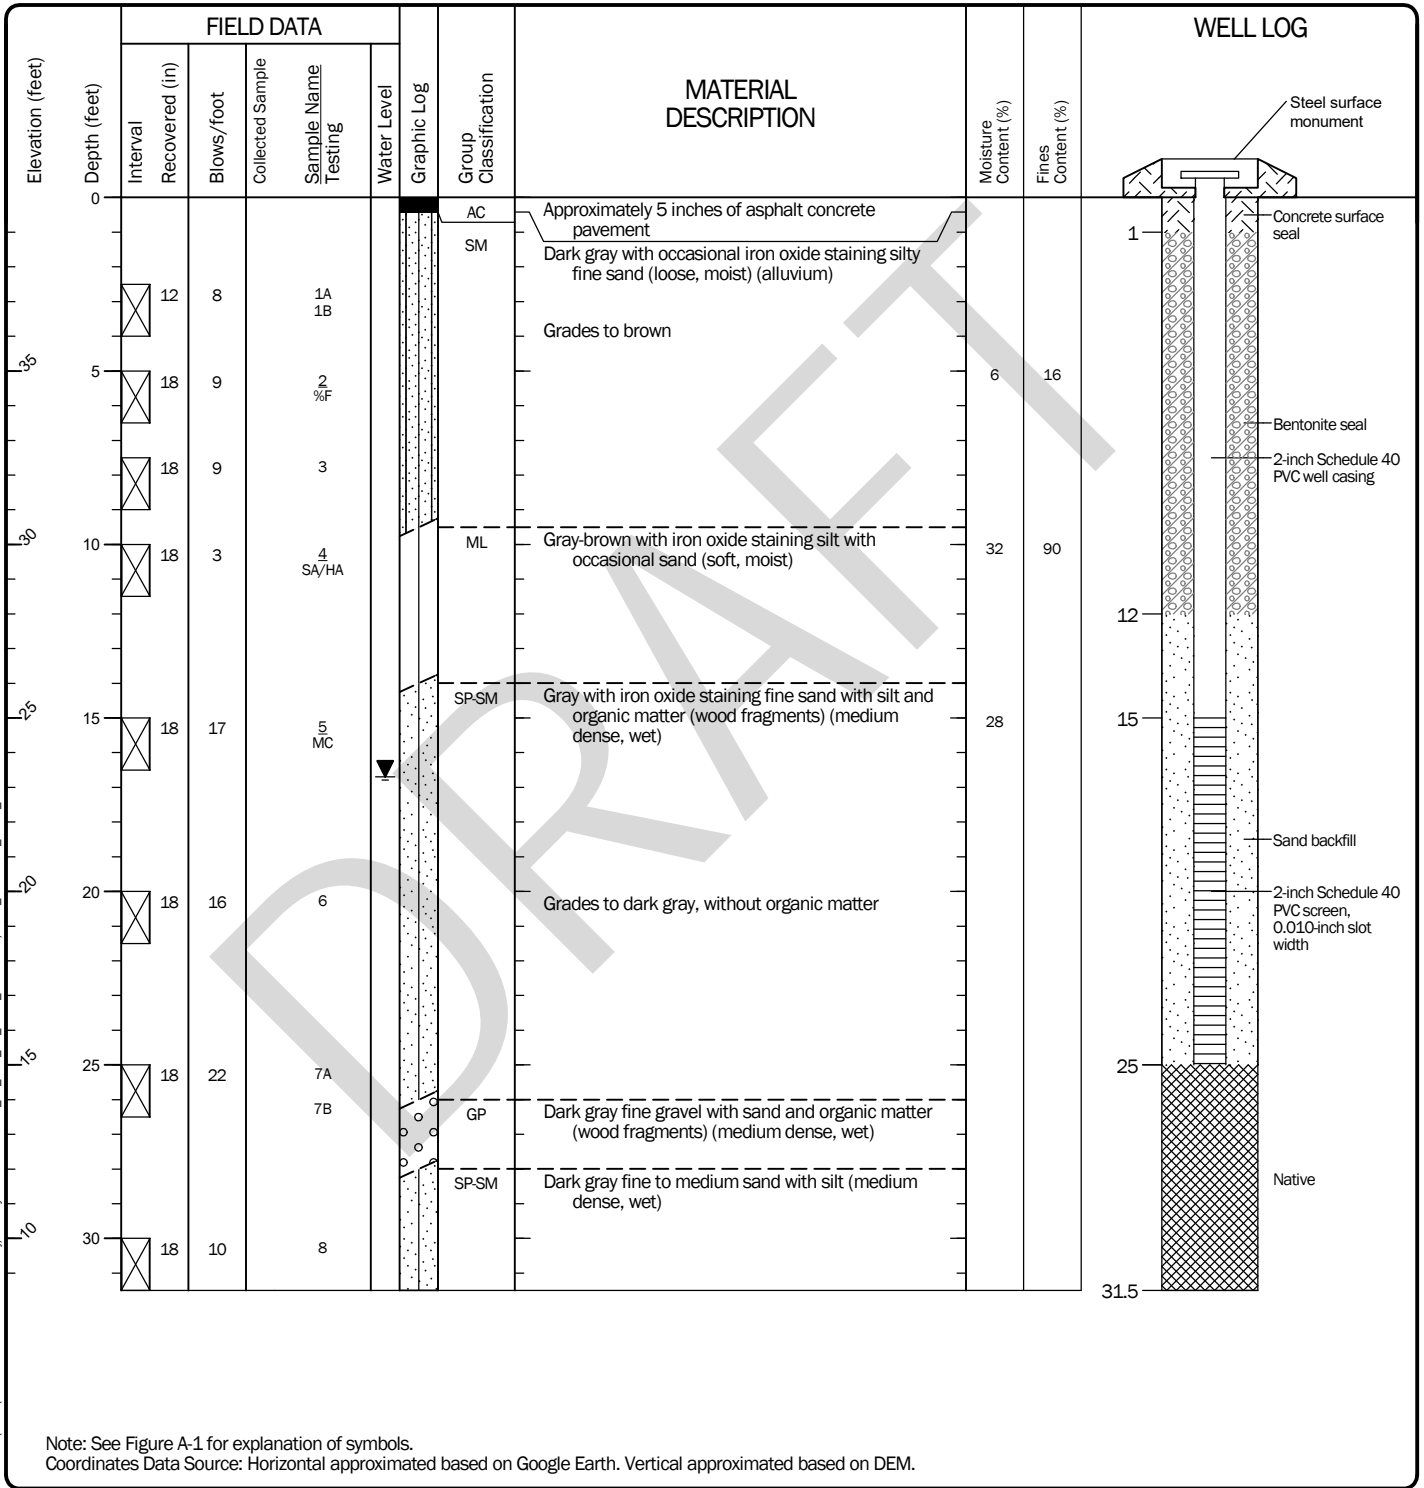 FIELD DATA
WELL LOG
Elevation (feet)
Depth (feet)
Interval
Recovered (in)
Blows/foot
Collected Sample
Sample Name
Testing
Water Level
Graphic Log
Group
Classification
MATERIAL
DESCRIPTION
Moisture
Content (%)
Fines
Content (%)
Steel surface
monument
0
AC
Approximately 5 inches of asphalt concrete
pavement
Concrete surface
seal
1
SM
Dark gray with occasional iron oxide staining silty
fine sand (loose, moist) (alluvium)
12
8
1A
1B
Grades to brown
35
5
18
9
2
%F
6
16
Bentonite seal
2-inch Schedule 40
PVC well casing
18
9
3
30
10
18
3
4
SA/HA
ML
Gray-brown with iron oxide staining silt with
occasional sand (soft, moist)
32
90
12
25
15
18
17
5
MC
SP-SM
Gray with iron oxide staining fine sand with silt and
organic matter (wood fragments) (medium
dense, wet)
28
15
Sand backfill
20
20
18
16
6
Grades to dark gray, without organic matter
2-inch Schedule 40
PVC screen,
0.010-inch slot
width
15
25
18
22
7A
7B
25
GP
Dark gray fine gravel with sand and organic matter
(wood fragments) (medium dense, wet)
SP-SM
Dark gray fine to medium sand with silt (medium
dense, wet)
Native
10
30
18
10
8
31.5
DRAFT
Note: See Figure A-1 for explanation of symbols.
Coordinates Data Source: Horizontal approximated based on Google Earth. Vertical approximated based on DEM.